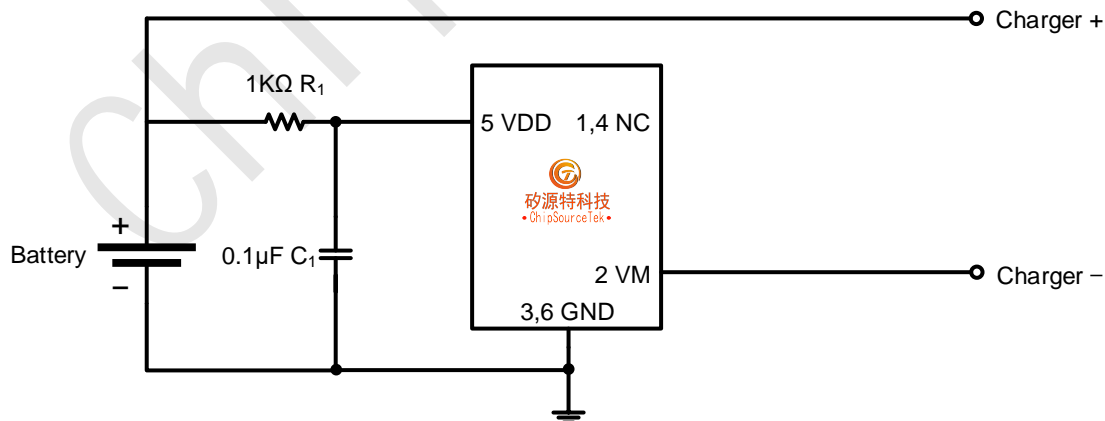 Charger +
1KΩ R₁
5 VDD
1,4 NC
矽源特科技
•ChipSourceTek•
Battery
+
−
0.1µF C₁
2 VM
3,6 GND
Charger −